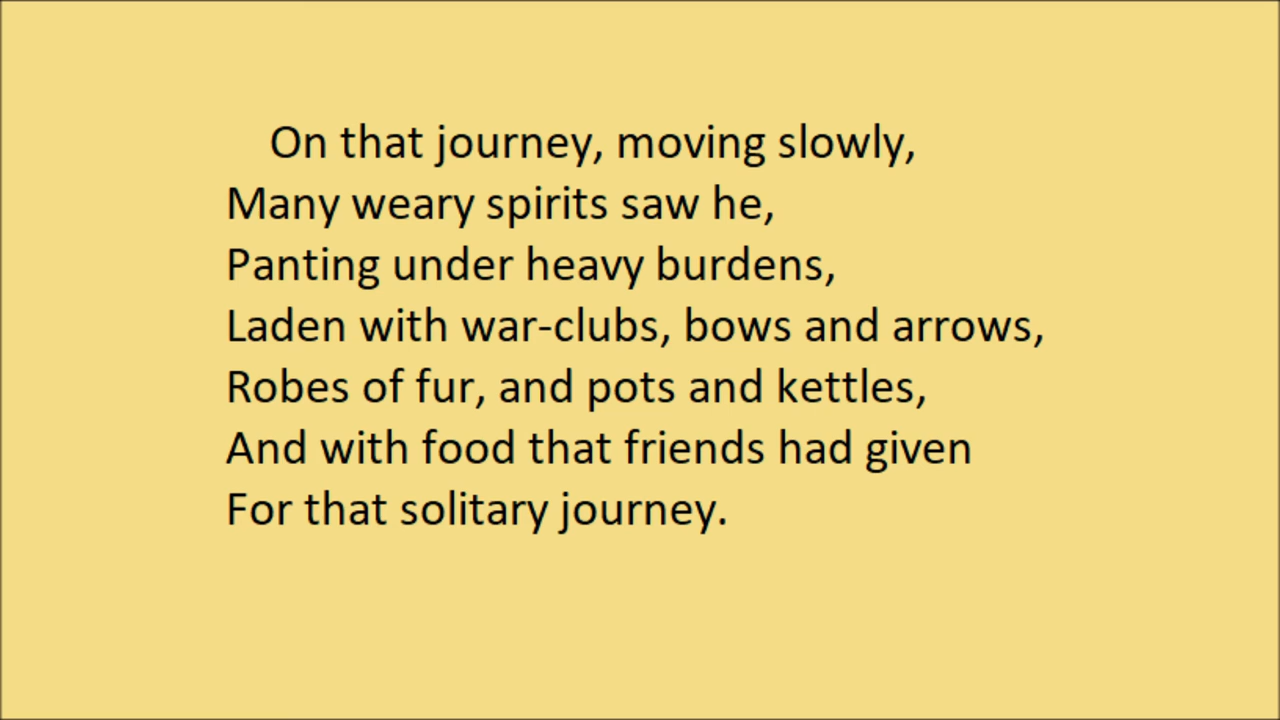 On that journey, moving slowly,
Many weary spirits saw he,
Panting under heavy burdens,
Laden with war-clubs, bows and arrows,
Robes of fur, and pots and kettles,
And with food that friends had given
For that solitary journey.